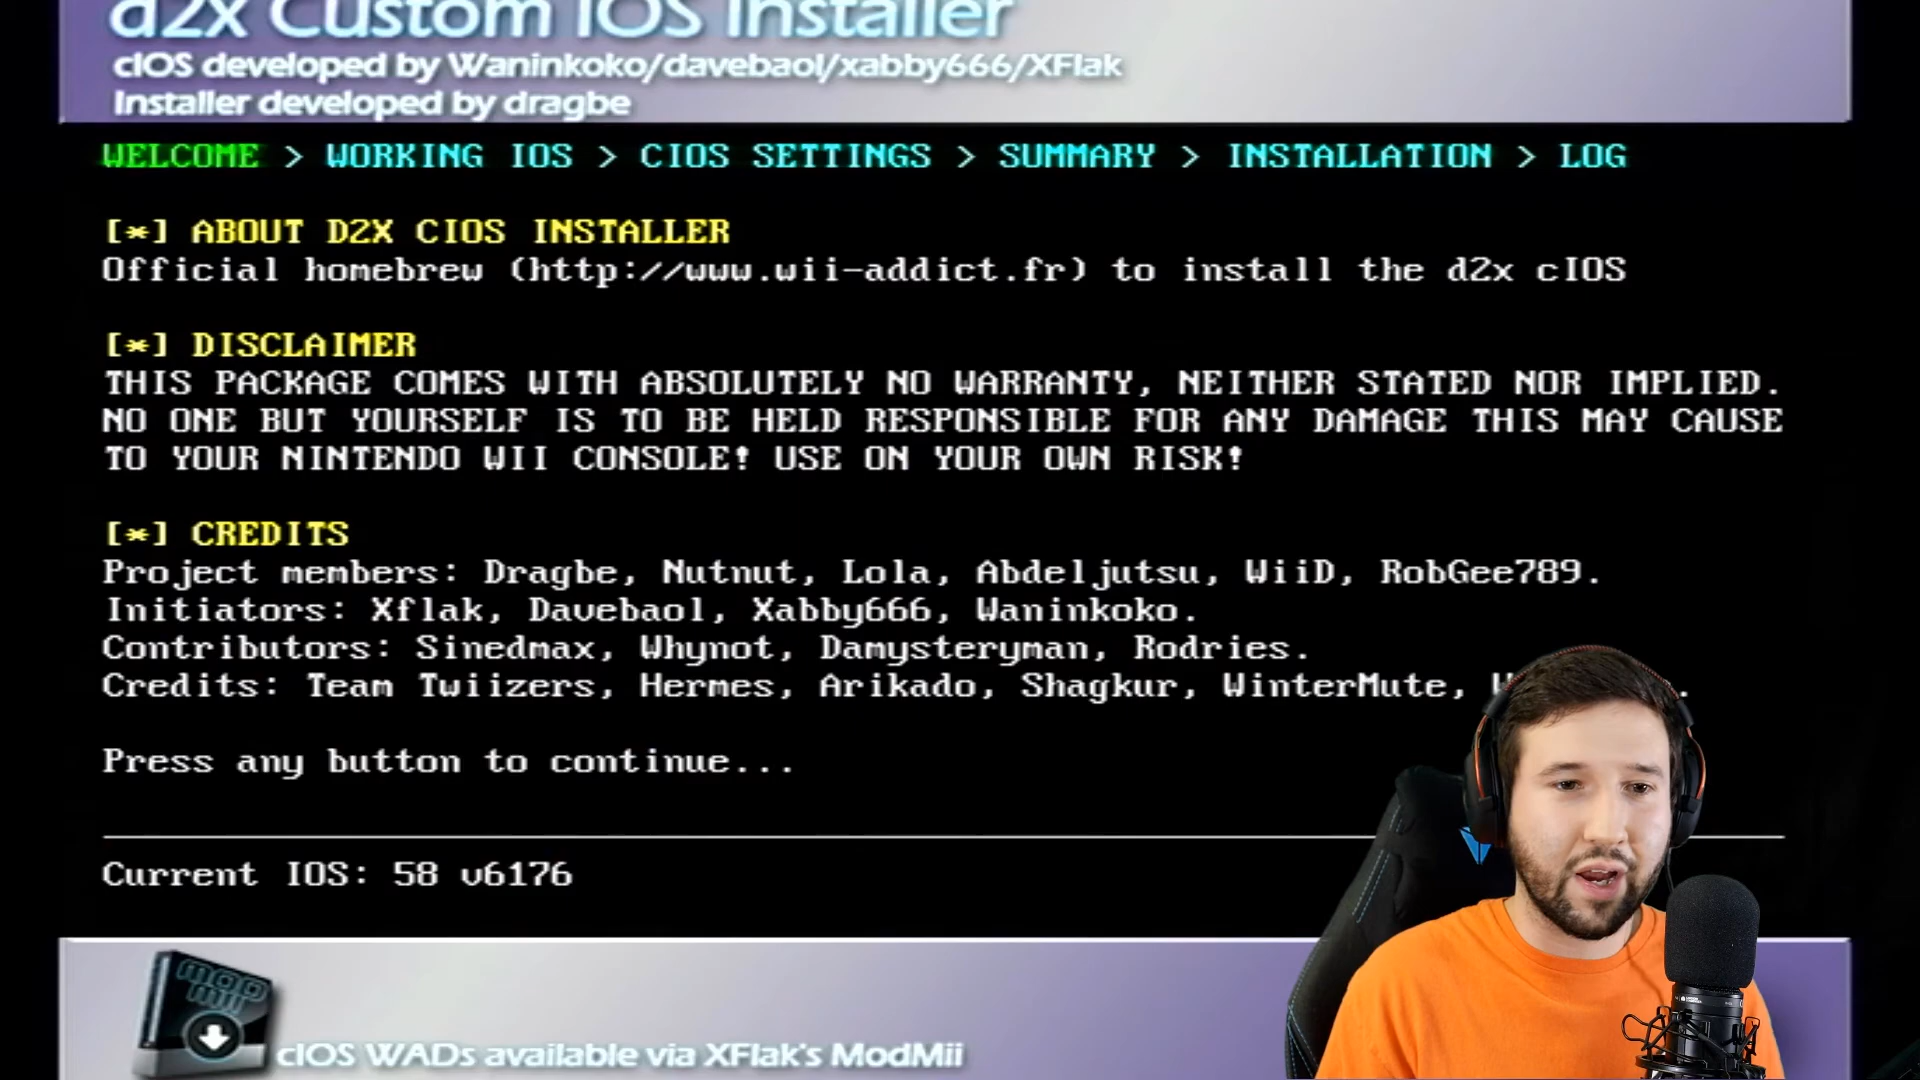 d2x Custom IOS Installer
cIOS developed by Waninkoko/davebaol/xabby666/XFlak
Installer developed by dragbe
WELCOME > WORKING IOS > CIOS SETTINGS > SUMMARY > INSTALLATION > LOG
[*] ABOUT D2X CIOS INSTALLER
Official homebrew (http://www.wii-addict.fr) to install the d2x cIOS
[*] DISCLAIMER
THIS PACKAGE COMES WITH ABSOLUTELY NO WARRANTY, NEITHER STATED NOR IMPLIED.
NO ONE BUT YOURSELF IS TO BE HELD RESPONSIBLE FOR ANY DAMAGE THIS MAY CAUSE
TO YOUR NINTENDO WII CONSOLE! USE ON YOUR OWN RISK!
[*] CREDITS
Project members: Dragbe, Nutnut, Lola, Abdeljutsu, WiiD, RobGee789.
Initiators: Xflak, Davebaol, Xabby666, Waninkoko.
Contributors: Sinedmax, Whynot, Damysteryman, Rodries.
Credits: Team Twiizers, Hermes, Arikado, Shagkur, WinterMute,
Press any button to continue...
Current IOS: 58 v6176
MOD
Mii
cIOS WADs available via XFlak's ModMii